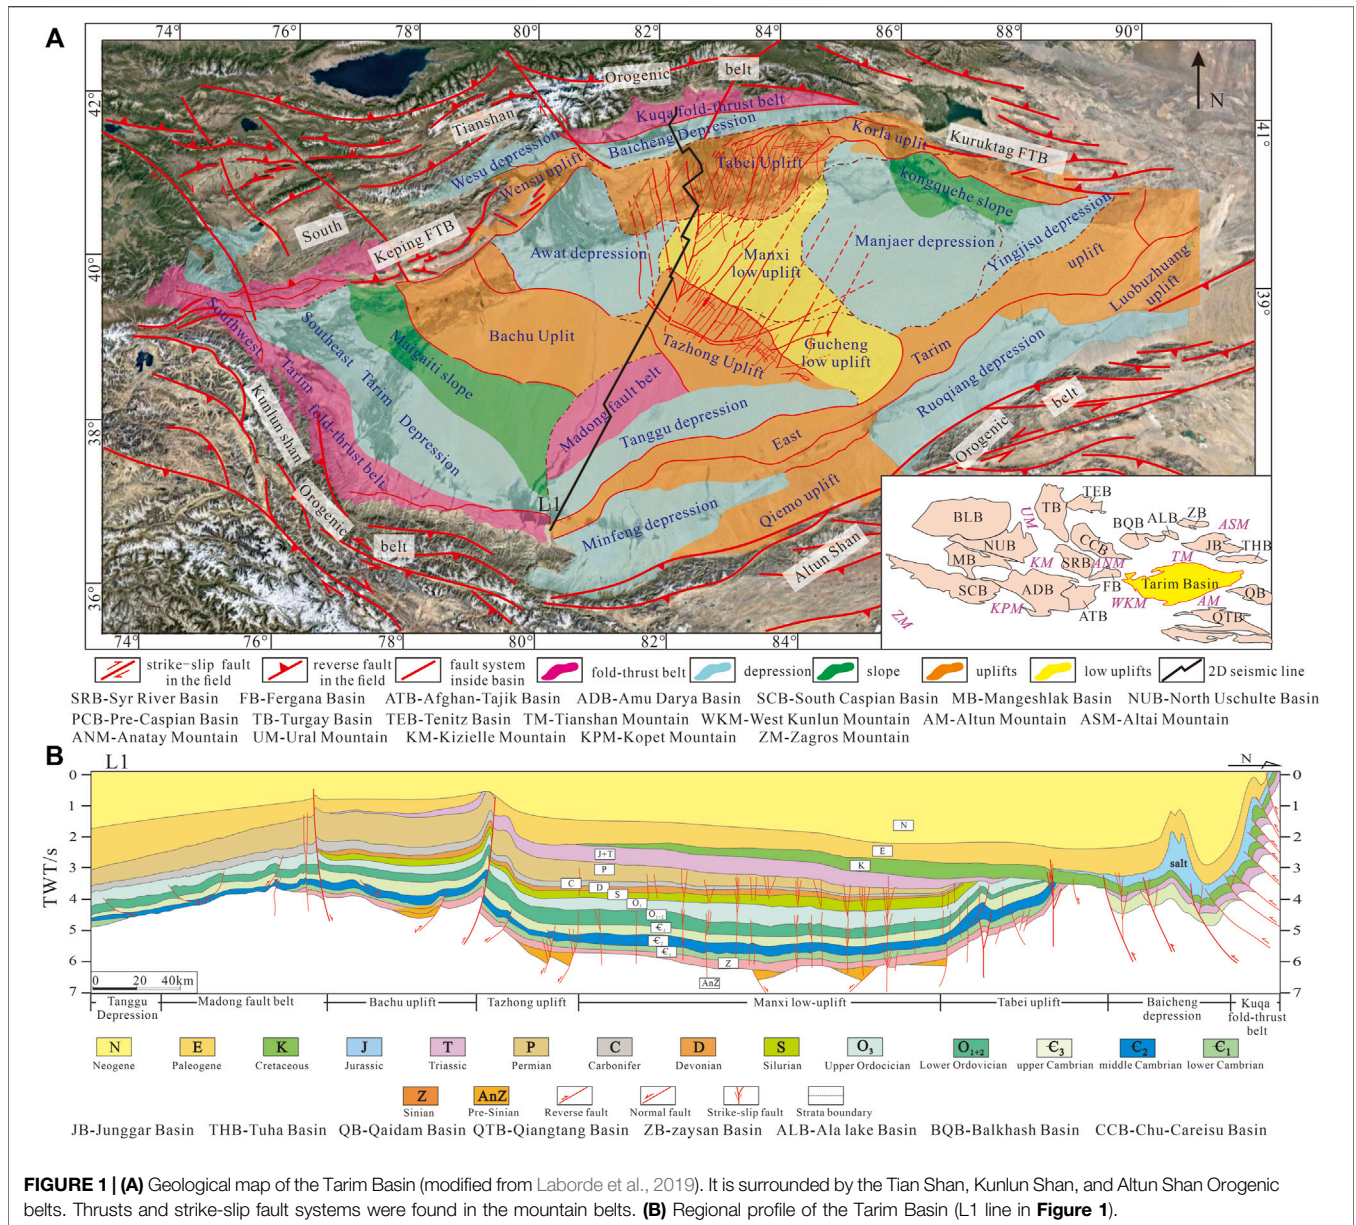 A
74° 76° 78° 80° 82° 84° 86° 88° 90°
42°
40°
38°
36°
41°
39°
N
Orogenic belt
Tianshan
Kuqa fold-thrust belt
Baicheng Depression
Wesu depression
Wensu uplift
Tabei Uplift
Korla uplit
Kuruktag FTB
kongquehe slope
South
Keping FTB
Awat depression
Manxi
low uplift
Manjaer depression
Yingjisu depression
uplift
Luobuzhuang
uplift
Southwest Tarim fold-thrust belt
Southeast Tarim Depression
Maigaiti slope
Bachu Uplit
Tazhong Uplift
Gucheng
low uplift
Tarim
Ruoqiang depression
Madong fault belt
Tanggu depression
East
Kunlun shan
Orogenic
belt
L1
Minfeng depression
Qiemo uplift
Altun Shan
Orogenic
belt
BLB UM TB TEB
BQB ALB ZB ASM
NUB CCB JB THB
MB KM SRB ANM TM
SCB KPM ADB FB Tarim Basin QB
ZM ATB WKM AM QTB
74° 76° 78° 80° 82° 84°
strike-slip fault
in the field
reverse fault
in the field
fault system
inside basin
fold-thrust belt
depression
slope
uplifts
low uplifts
2D seismic line
SRB-Syr River Basin FB-Fergana Basin ATB-Afghan-Tajik Basin ADB-Amu Darya Basin SCB-South Caspian Basin MB-Mangeshlak Basin NUB-North Uschulte Basin
PCB-Pre-Caspian Basin TB-Turgay Basin TEB-Tenitz Basin TM-Tianshan Mountain WKM-West Kunlun Mountain AM-Altun Mountain ASM-Altai Mountain
ANM-Anatay Mountain UM-Ural Mountain KM-Kizielle Mountain KPM-Kopet Mountain ZM-Zagros Mountain
B
L1
N
TWT/s
0
1
2
3
4
5
6
7
0
1
2
3
4
5
6
7
N
E
J+T
K
P
C
D
S
O₃
O₁₊₂
Є₃
Є₂
Є₁
Z
AnZ
salt
0 20 40km
Tanggu
Depression
Madong fault belt
Bachu uplift
Tazhong uplift
Manxi low-uplift
Tabei uplift
Baicheng
depression
Kuqa
fold-thrust
belt
N E K J T P C D S O₃ O₁₊₂ Є₃ Є₂ Є₁
Neogene Paleogene Cretaceous Jurassic Triassic Permian Carbonifer Devonian Silurian Upper Ordocician Lower Ordovician upper Cambrian middle Cambrian lower Cambrian
Z AnZ
Sinian Pre-Sinian Reverse fault Normal fault Strike-slip fault Strata boundary
JB-Junggar Basin THB-Tuha Basin QB-Qaidam Basin QTB-Qiangtang Basin ZB-zaysan Basin ALB-Ala lake Basin BQB-Balkhash Basin CCB-Chu-Careisu Basin
FIGURE 1 | (A) Geological map of the Tarim Basin (modified from Laborde et al., 2019). It is surrounded by the Tian Shan, Kunlun Shan, and Altun Shan Orogenic
belts. Thrusts and strike-slip fault systems were found in the mountain belts. (B) Regional profile of the Tarim Basin (L1 line in Figure 1).